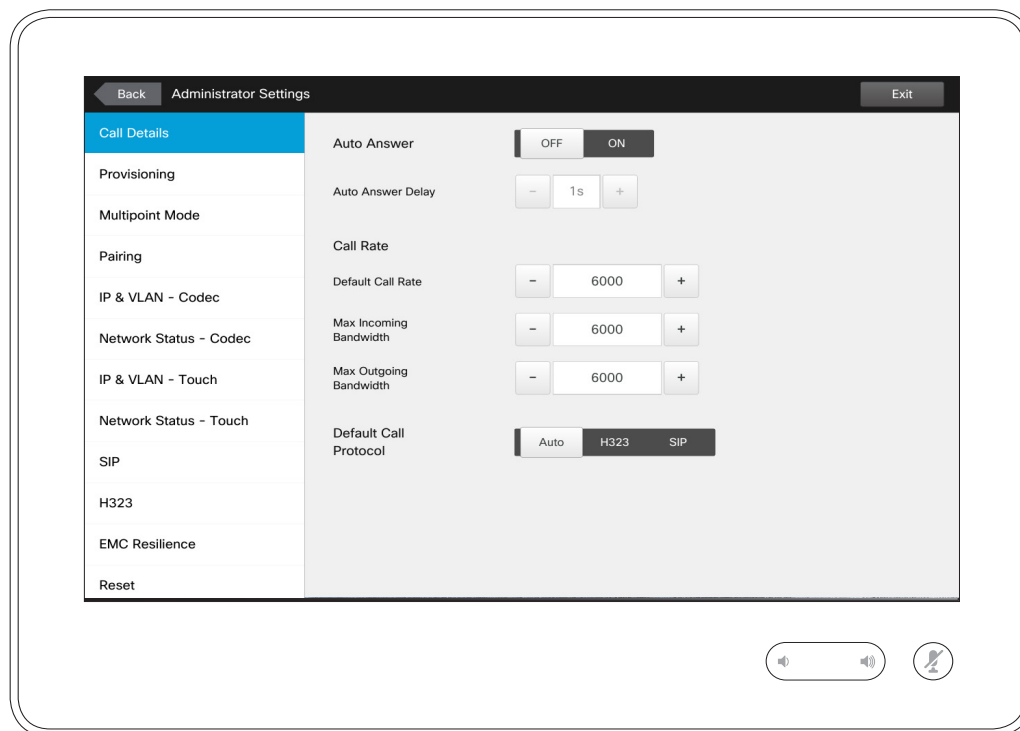 Back Administrator Settings Exit
Call Details
Provisioning
Multipoint Mode
Pairing
IP & VLAN - Codec
Network Status - Codec
IP & VLAN - Touch
Network Status - Touch
SIP
H323
EMC Resilience
Reset
Auto Answer OFF ON
Auto Answer Delay - 1s +
Call Rate
Default Call Rate - 6000 +
Max Incoming
Bandwidth - 6000 +
Max Outgoing
Bandwidth - 6000 +
Default Call
Protocol Auto H323 SIP